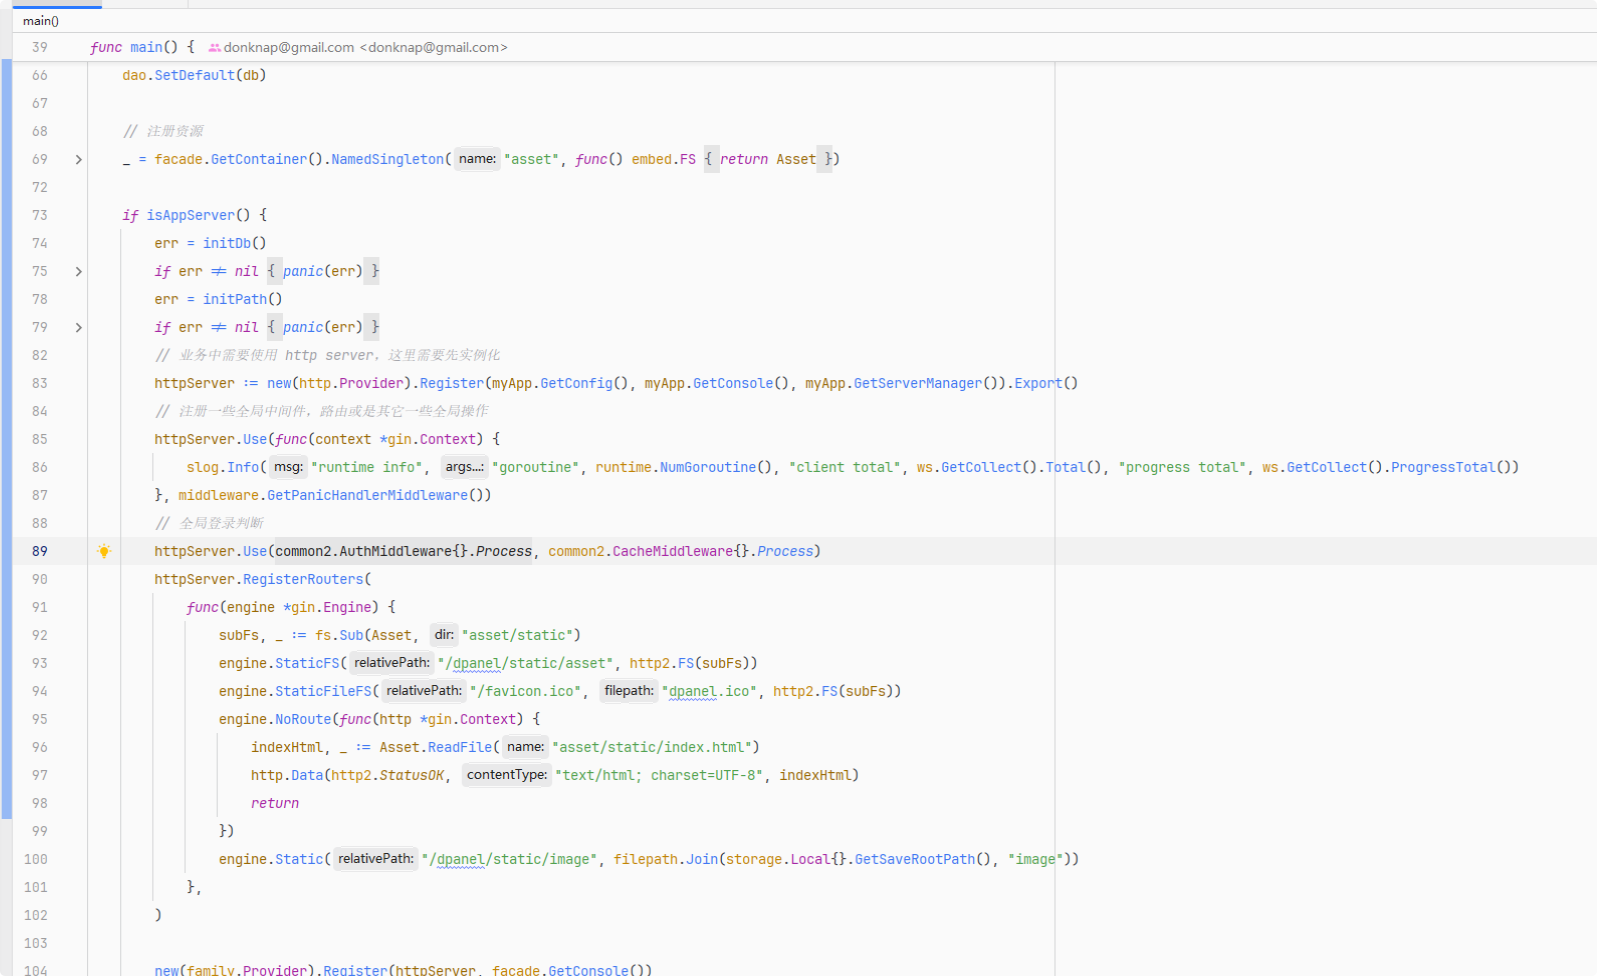 main()
39 func main() { donknap@gmail.com <donknap@gmail.com>
66 dao.SetDefault(db)
67
68 // 注册资源
69 _ = facade.GetContainer().NamedSingleton( name: "asset", func() embed.FS { return Asset })
72
73 if isAppServer() {
74 err = initDb()
75 if err ≠ nil { panic(err) }
78 err = initPath()
79 if err ≠ nil { panic(err) }
82 // 业务中需要使用 http server，这里需要先实例化
83 httpServer := new(http.Provider).Register(myApp.GetConfig(), myApp.GetConsole(), myApp.GetServerManager()).Export()
84 // 注册一些全局中间件，路由或是其它一些全局操作
85 httpServer.Use(func(context *gin.Context) {
86 slog.Info( msg: "runtime info", args...: "goroutine", runtime.NumGoroutine(), "client total", ws.GetCollect().Total(), "progress total", ws.GetCollect().ProgressTotal())
87 }, middleware.GetPanicHandlerMiddleware())
88 // 全局登录判断
89 httpServer.Use(common2.AuthMiddleware{}.Process, common2.CacheMiddleware{}.Process)
90 httpServer.RegisterRouters(
91 func(engine *gin.Engine) {
92 subFs, _ := fs.Sub(Asset, dir: "asset/static")
93 engine.StaticFS( relativePath: "/dpanel/static/asset", http2.FS(subFs))
94 engine.StaticFileFS( relativePath: "/favicon.ico", filepath: "dpanel.ico", http2.FS(subFs))
95 engine.NoRoute(func(http *gin.Context) {
96 indexHtml, _ := Asset.ReadFile( name: "asset/static/index.html")
97 http.Data(http2.StatusOK, contentType: "text/html; charset=UTF-8", indexHtml)
98 return
99 })
100 engine.Static( relativePath: "/dpanel/static/image", filepath.Join(storage.Local{}.GetSaveRootPath(), "image"))
101 },
102 )
103
104 new(family.Provider).Register(httpServer, facade.GetConsole())